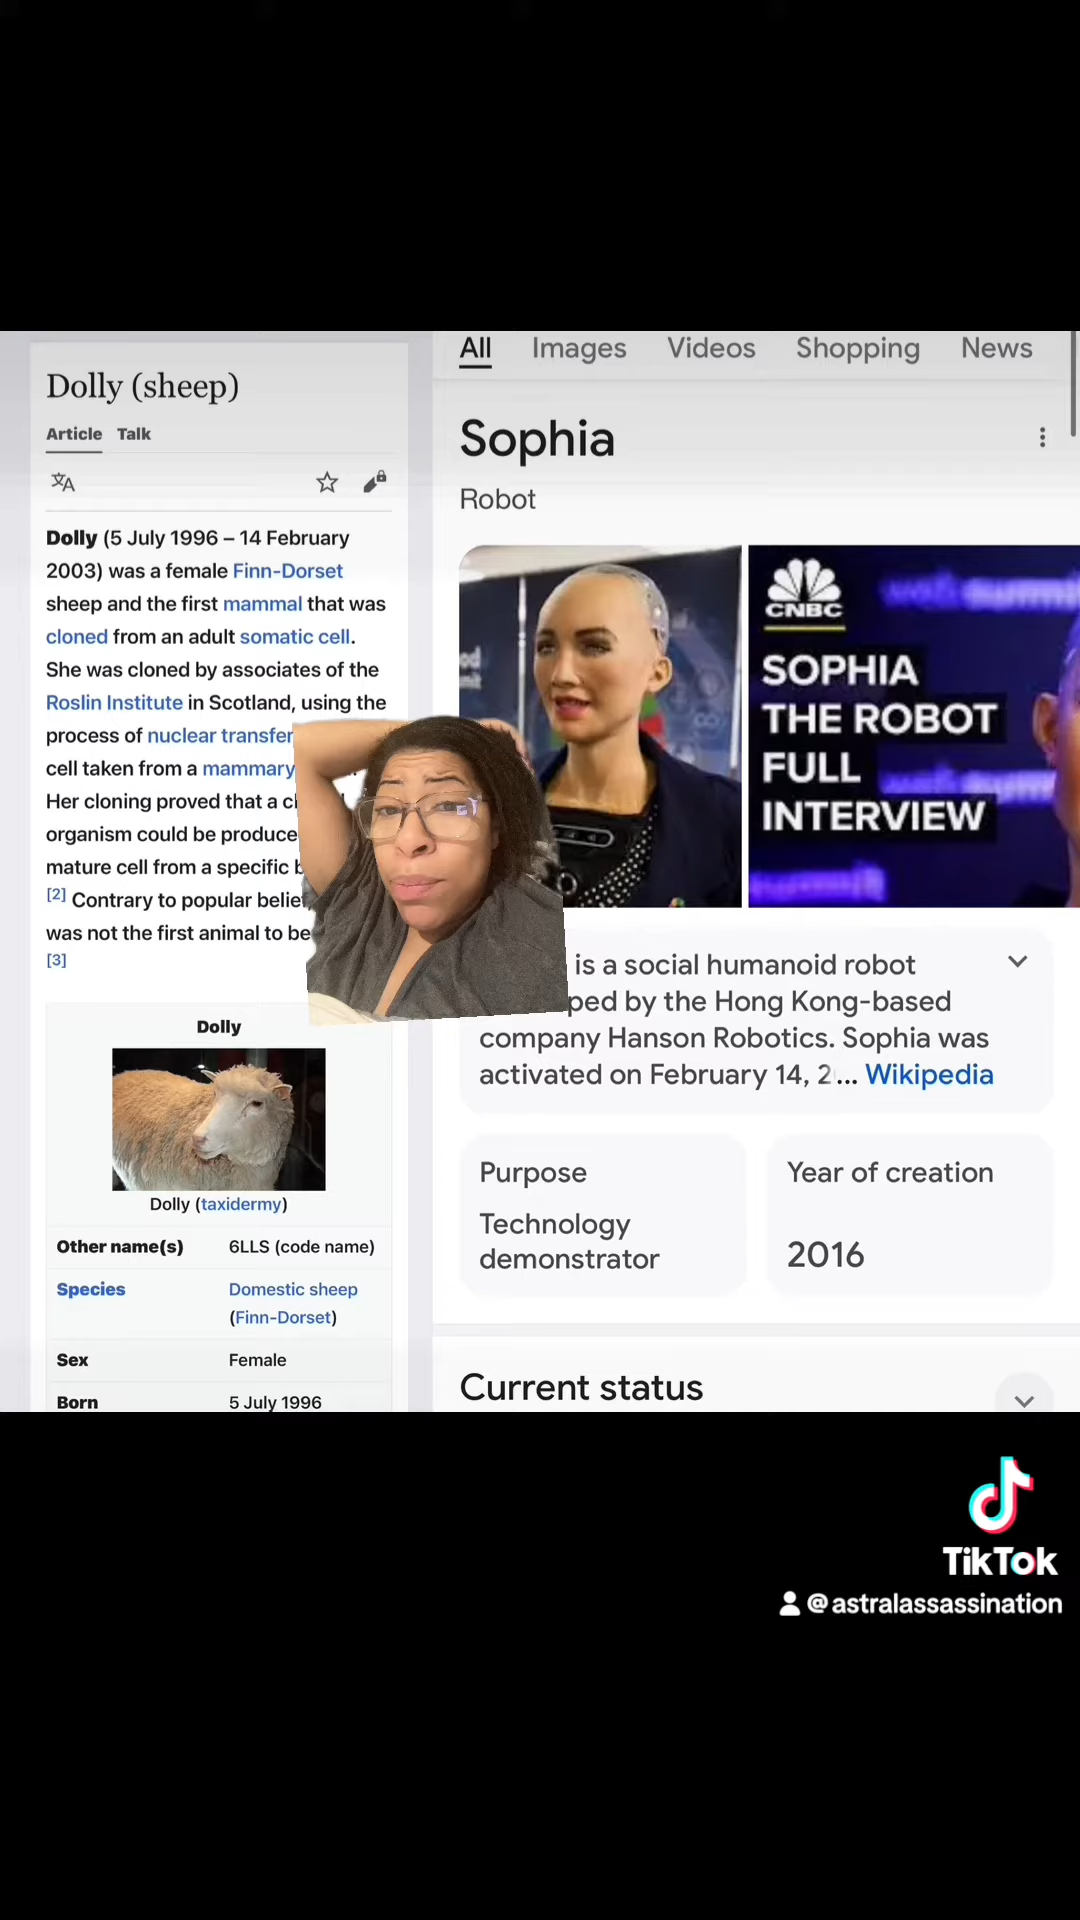 Dolly (sheep)
Article Talk
Dolly (5 July 1996 – 14 February
2003) was a female Finn-Dorset
sheep and the first mammal that was
cloned from an adult somatic cell.
She was cloned by associates of the
Roslin Institute in Scotland, using the
process of nuclear transfer
cell taken from a mammary
Her cloning proved that a
organism could be
mature cell from a specific
[2] Contrary to popular
was not the first animal to be
[3]
Dolly
Dolly (taxidermy)
Other name(s) 6LLS (code name)
Species Domestic sheep
(Finn-Dorset)
Sex Female
Born 5 July 1996
All Images Videos Shopping News
Sophia
Robot
CNBC
SOPHIA
THE ROBOT
FULL
INTERVIEW
is a social humanoid robot
by the Hong Kong-based
company Hanson Robotics. Sophia was
activated on February 14, 2... Wikipedia
Purpose
Technology
demonstrator
Year of creation
2016
Current status
TikTok
@astralassassination